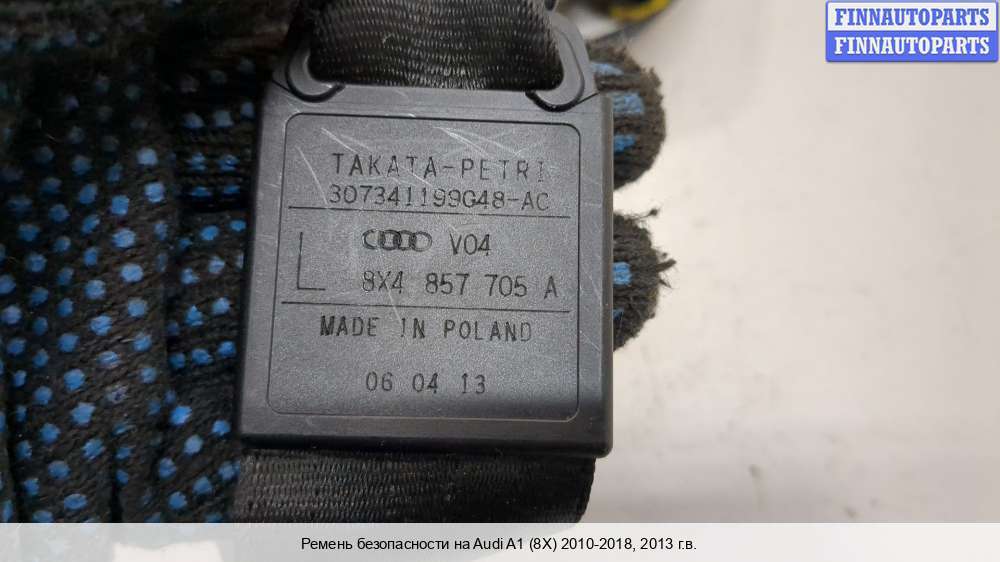 FINNAUTOPARTS
FINNAUTOPARTS
TAKATA-PETRI
307341199G48-AC
L
V04
8X4 857 705 A
MADE IN POLAND
06 04 13
Ремень безопасности на Audi A1 (8X) 2010-2018, 2013 г.в.